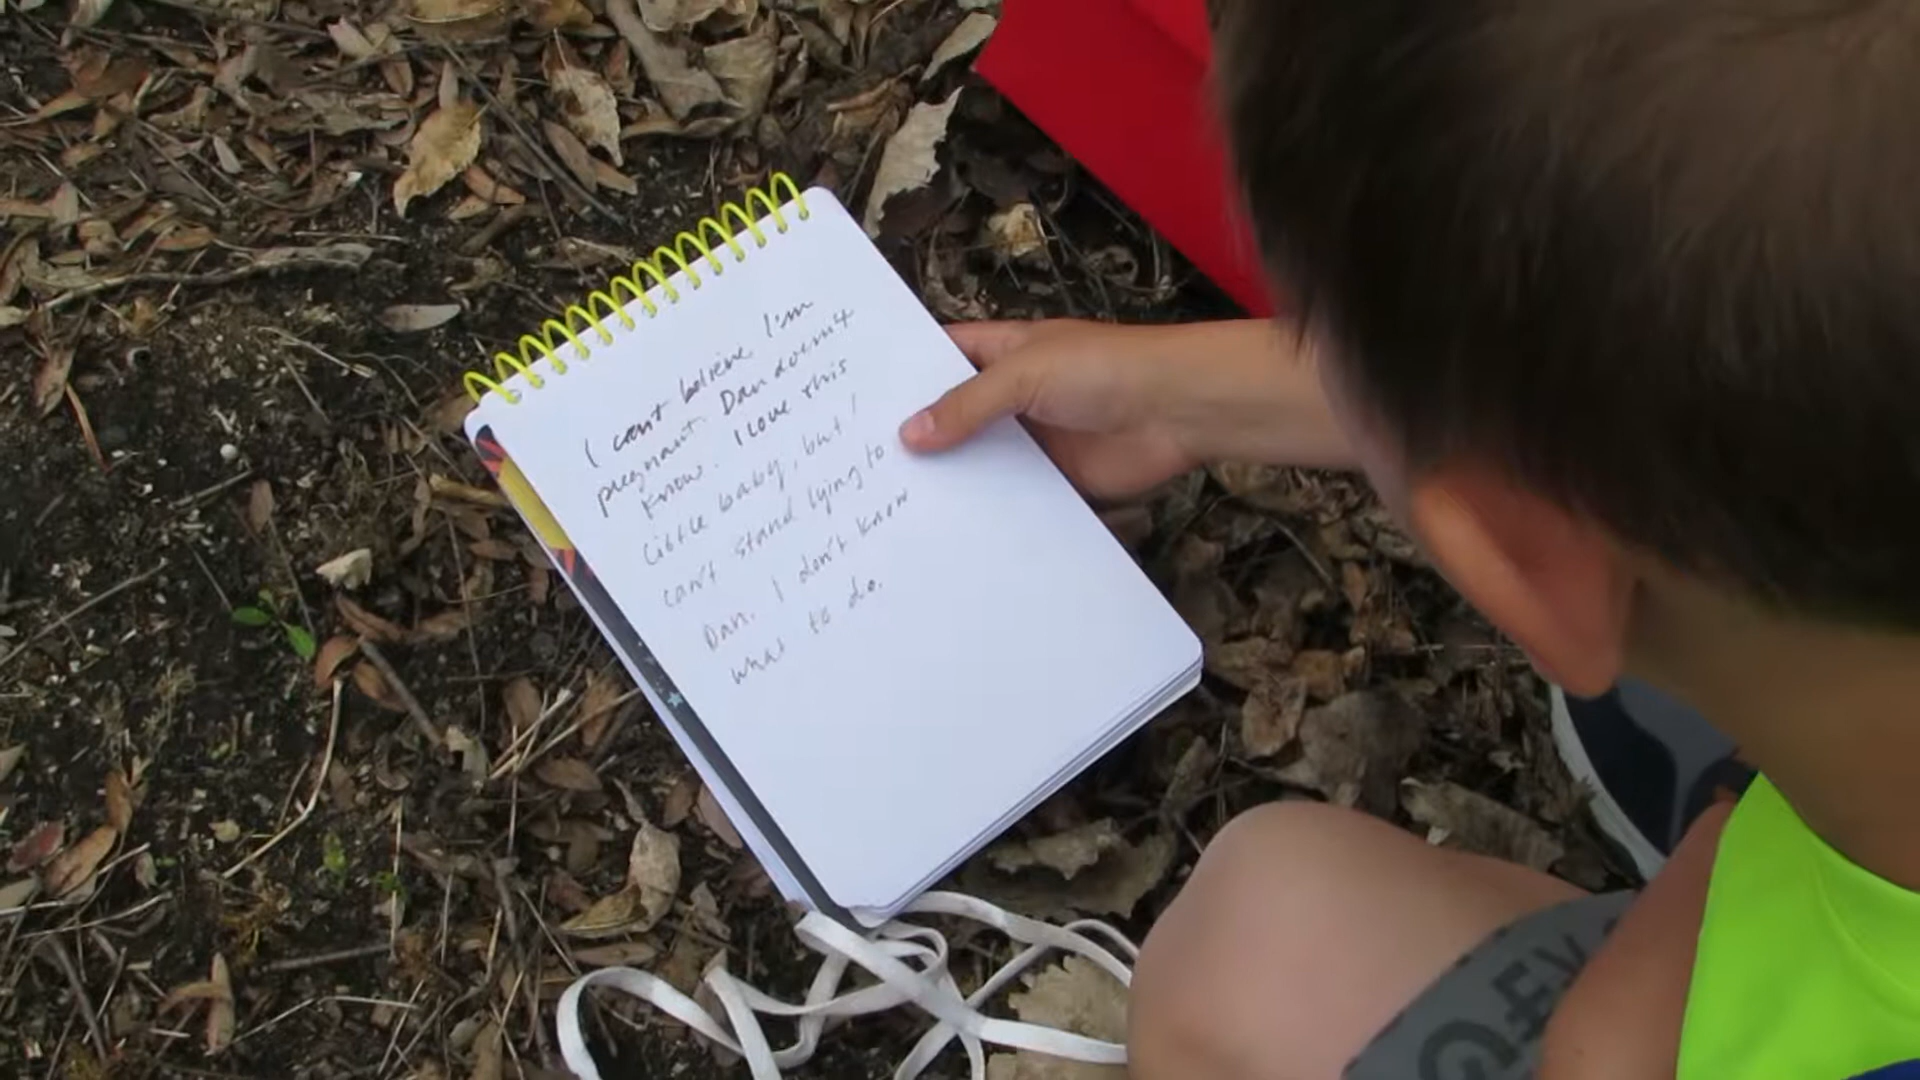 I can't believe I'm
pregnant. Dan doesn't
know. I love this
little baby, but I
can't stand lying to
Dan. I don't know
what to do.